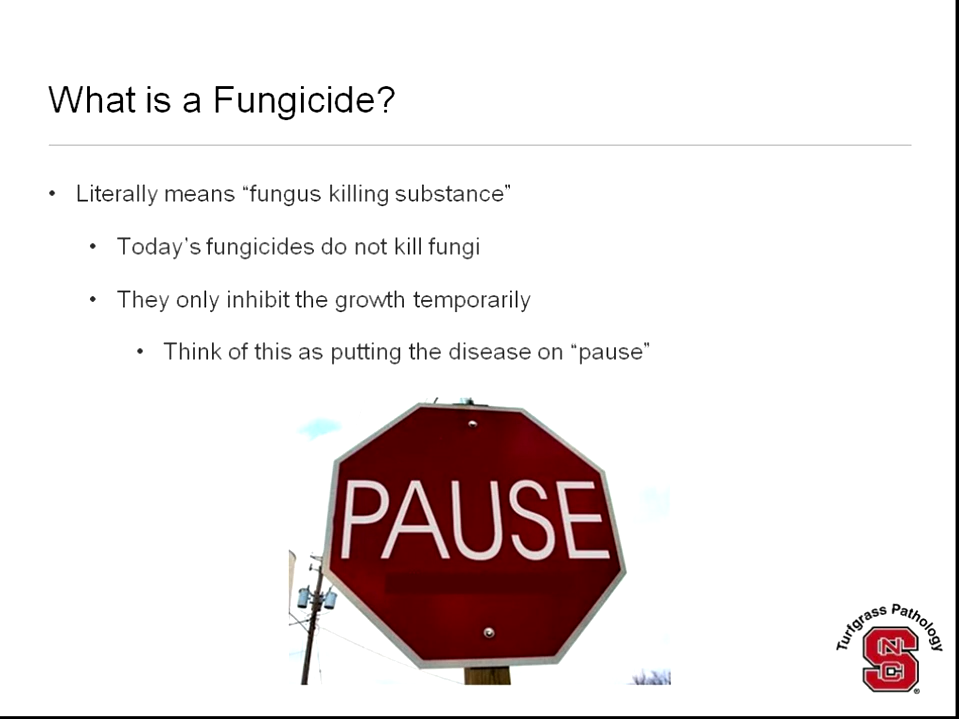 What is a Fungicide?
• Literally means “fungus killing substance”
• Today’s fungicides do not kill fungi
• They only inhibit the growth temporarily
• Think of this as putting the disease on “pause”
PAUSE
Turfgrass Pathology
NCS
®